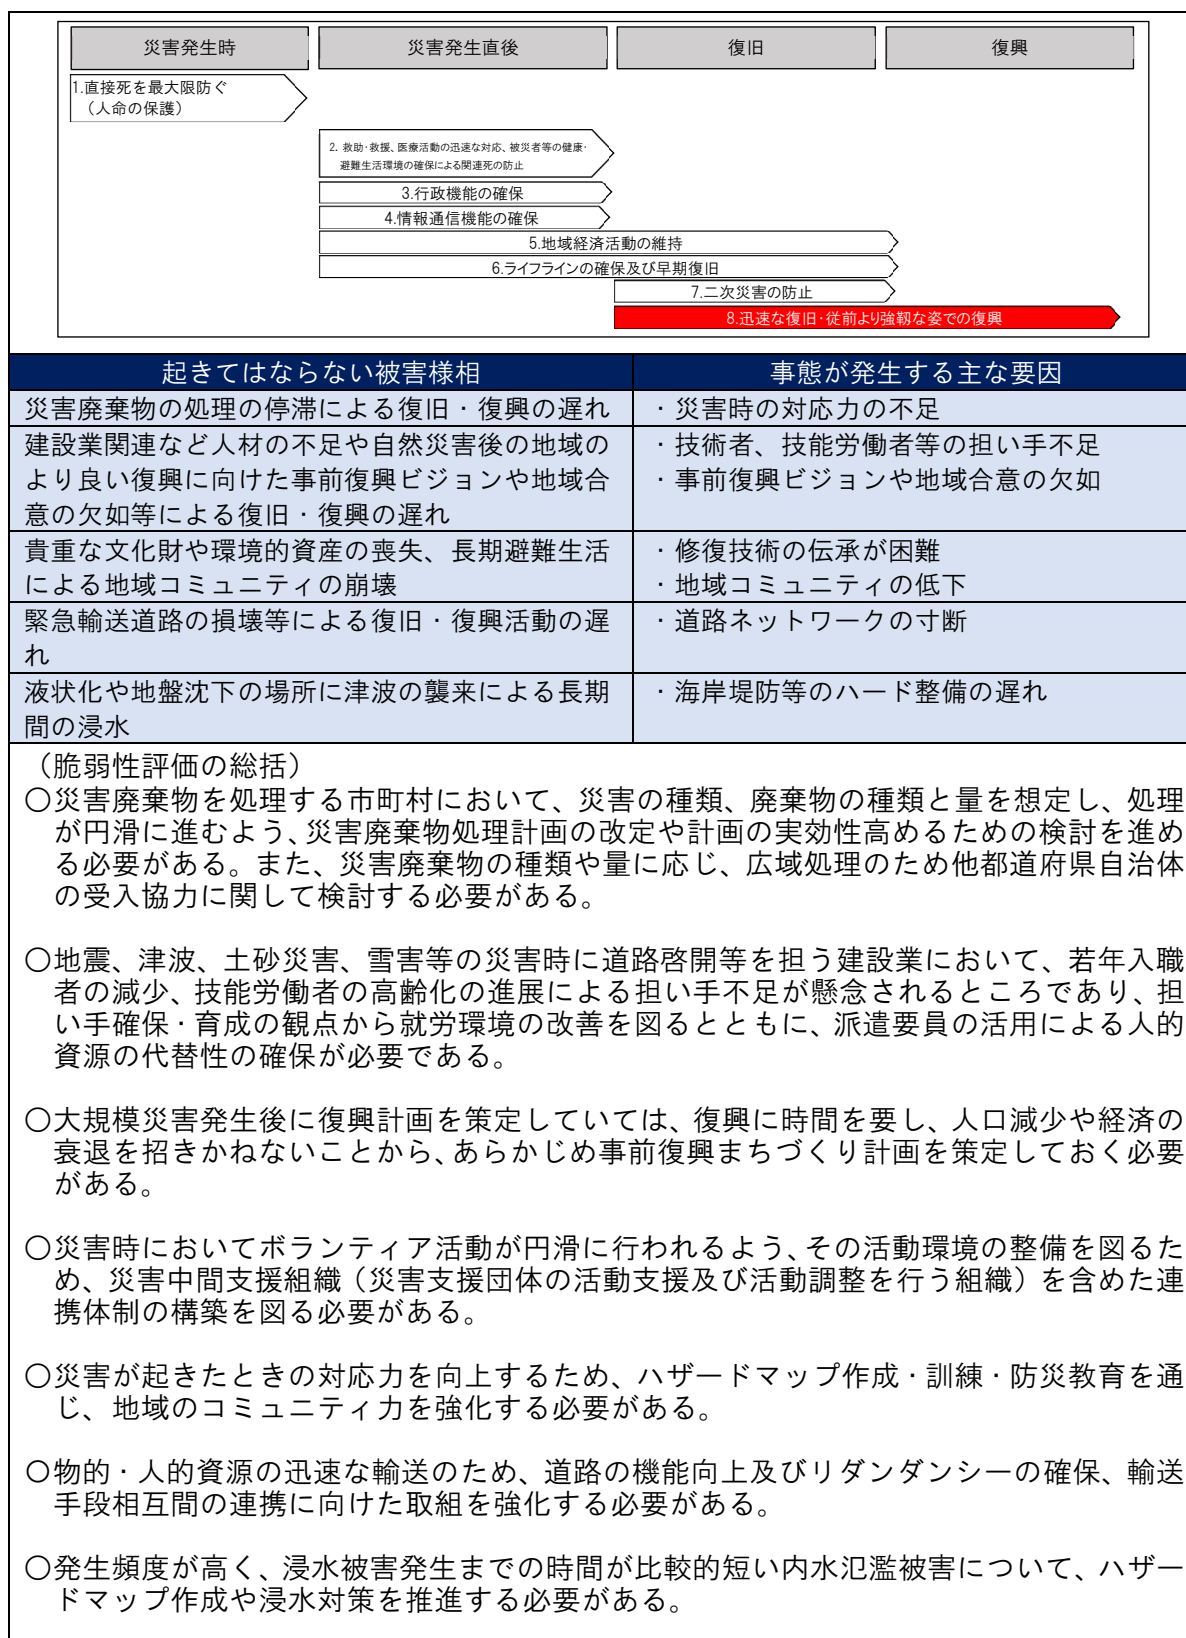 災害発生時
災害発生直後
復旧
復興
1.直接死を最大限防ぐ
（人命の保護）
2. 救助・救援、医療活動の迅速な対応、被災者等の健康・
避難生活環境の確保による関連死の防止
3.行政機能の確保
4.情報通信機能の確保
5.地域経済活動の維持
6.ライフラインの確保及び早期復旧
7.二次災害の防止
8.迅速な復旧・従前より強靱な姿での復興
起きてはならない被害様相
事態が発生する主な要因
災害廃棄物の処理の停滞による復旧・復興の遅れ
・災害時の対応力の不足
建設業関連など人材の不足や自然災害後の地域の
より良い復興に向けた事前復興ビジョンや地域合
意の欠如等による復旧・復興の遅れ
・技術者、技能労働者等の担い手不足
・事前復興ビジョンや地域合意の欠如
貴重な文化財や環境的資産の喪失、長期避難生活
による地域コミュニティの崩壊
・修復技術の伝承が困難
・地域コミュニティの低下
緊急輸送道路の損壊等による復旧・復興活動の遅
れ
・道路ネットワークの寸断
液状化や地盤沈下の場所に津波の襲来による長期
間の浸水
・海岸堤防等のハード整備の遅れ
（脆弱性評価の総括）
〇災害廃棄物を処理する市町村において、災害の種類、廃棄物の種類と量を想定し、処理
が円滑に進むよう、災害廃棄物処理計画の改定や計画の実効性高めるための検討を進め
る必要がある。また、災害廃棄物の種類や量に応じ、広域処理のため他都道府県自治体
の受入協力に関して検討する必要がある。
〇地震、津波、土砂災害、雪害等の災害時に道路啓開等を担う建設業において、若年入職
者の減少、技能労働者の高齢化の進展による担い手不足が懸念されるところであり、担
い手確保・育成の観点から就労環境の改善を図るとともに、派遣要員の活用による人的
資源の代替性の確保が必要である。
〇大規模災害発生後に復興計画を策定していては、復興に時間を要し、人口減少や経済の
衰退を招きかねないことから、あらかじめ事前復興まちづくり計画を策定しておく必要
がある。
〇災害時においてボランティア活動が円滑に行われるよう、その活動環境の整備を図るた
め、災害中間支援組織（災害支援団体の活動支援及び活動調整を行う組織）を含めた連
携体制の構築を図る必要がある。
〇災害が起きたときの対応力を向上するため、ハザードマップ作成・訓練・防災教育を通
じ、地域のコミュニティ力を強化する必要がある。
〇物的・人的資源の迅速な輸送のため、道路の機能向上及びリダンダンシーの確保、輸送
手段相互間の連携に向けた取組を強化する必要がある。
〇発生頻度が高く、浸水被害発生までの時間が比較的短い内水氾濫被害について、ハザー
ドマップ作成や浸水対策を推進する必要がある。